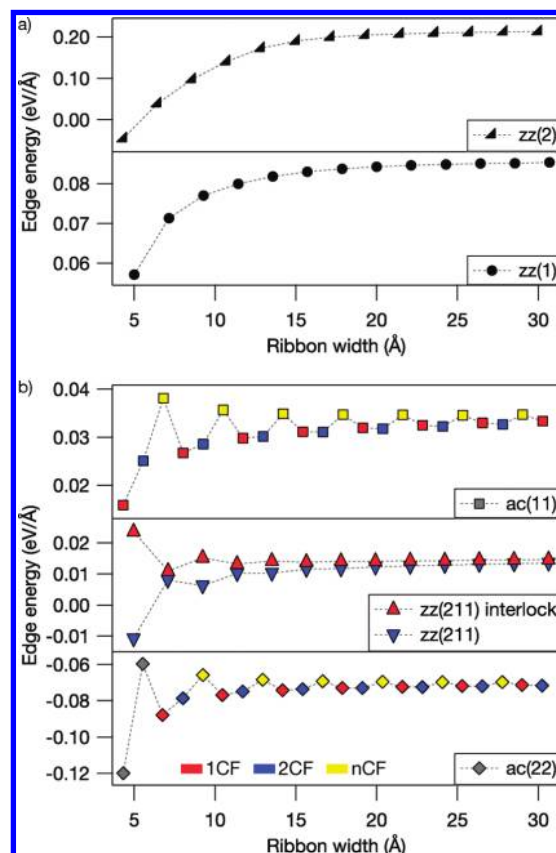 a)
Edge energy (eV/Å)
0.20
0.10
0.00
zz(2)
0.08
0.07
0.06
zz(1)
5 10 15 20 25 30
Ribbon width (Å)
b)
Edge energy (eV/Å)
0.04
0.03
0.02
ac(11)
0.02
0.01
0.00
-0.01
zz(211) interlock
zz(211)
-0.06
-0.08
-0.10
-0.12
1CF 2CF nCF
ac(22)
5 10 15 20 25 30
Ribbon width (Å)